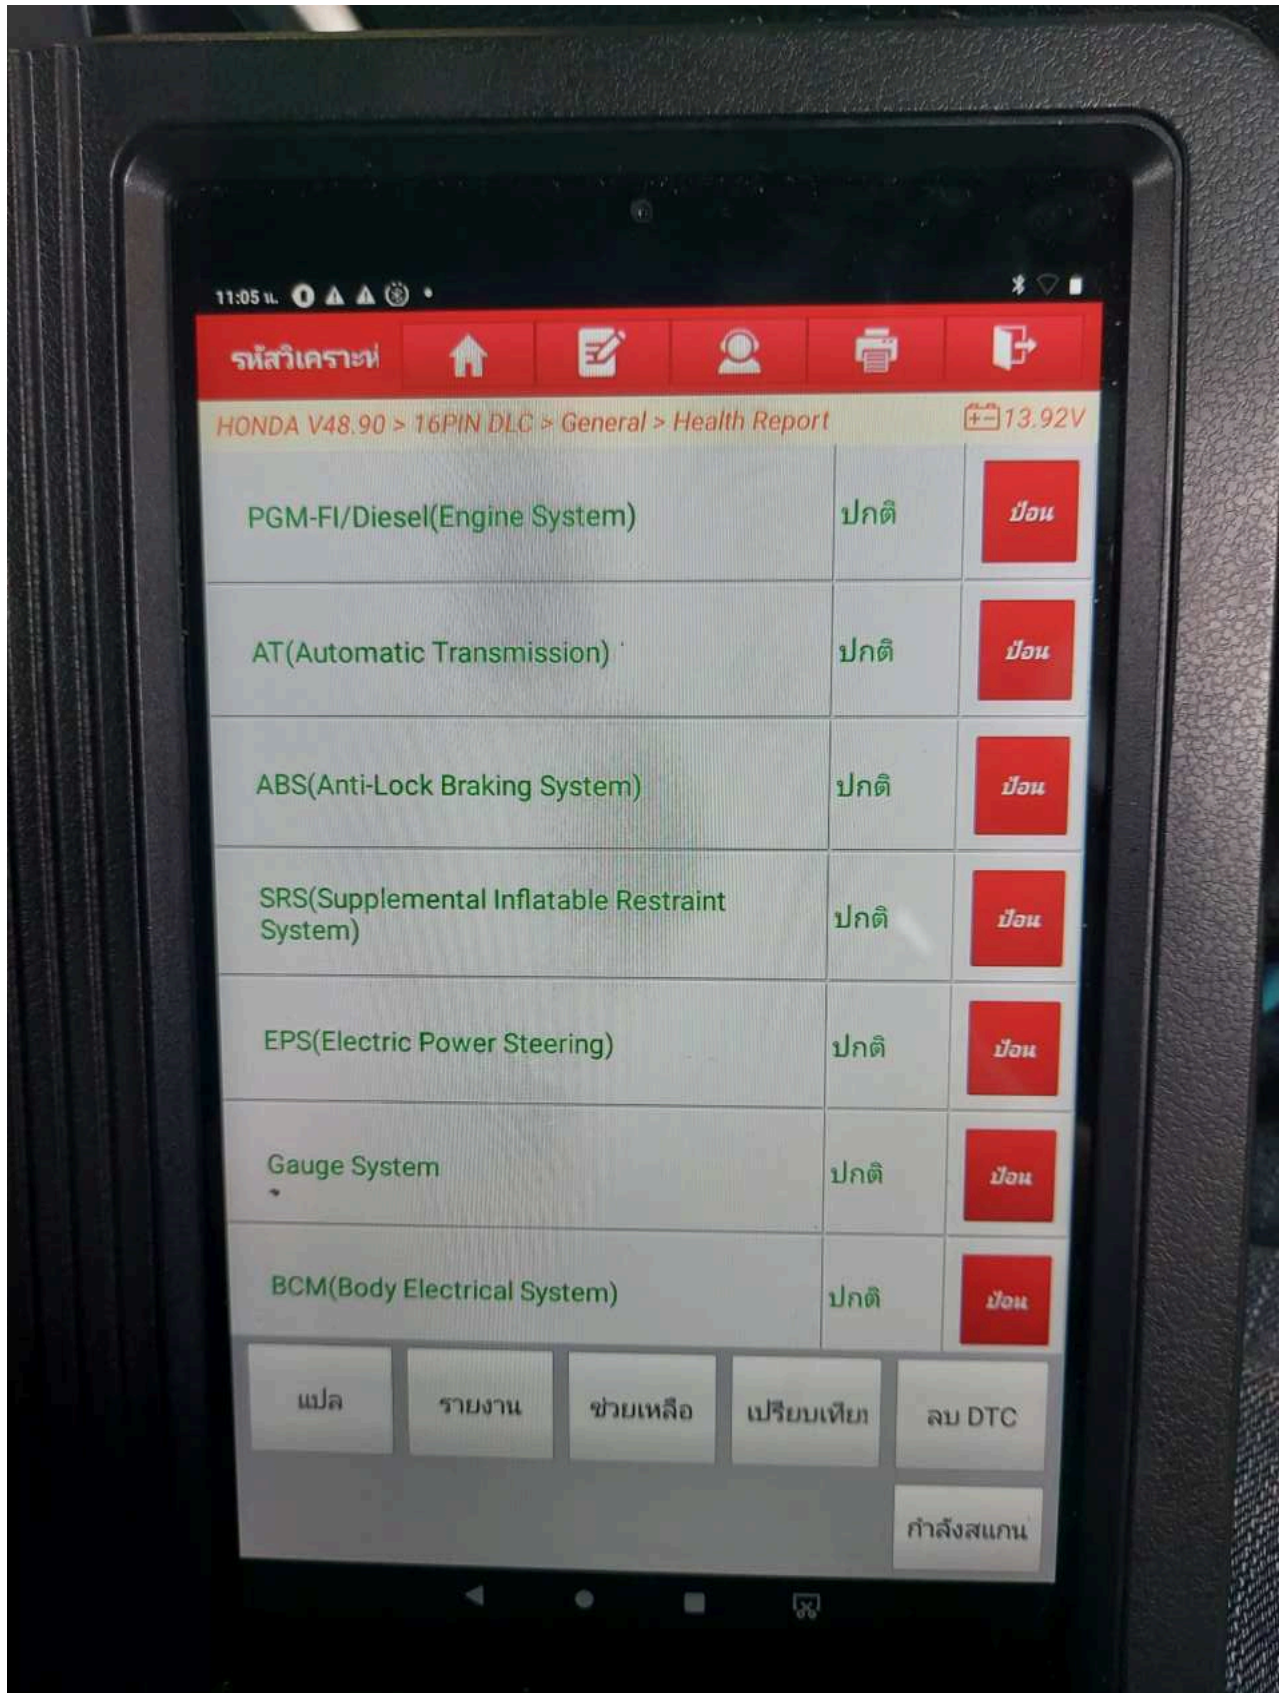 11:05 น.
รหัสวิเคราะห์
HONDA V48.90 > 16PIN DLC > General > Health Report 13.92V
PGM-FI/Diesel(Engine System) ปกติ ป้อน
AT(Automatic Transmission) ปกติ ป้อน
ABS(Anti-Lock Braking System) ปกติ ป้อน
SRS(Supplemental Inflatable Restraint
System) ปกติ ป้อน
EPS(Electric Power Steering) ปกติ ป้อน
Gauge System ปกติ ป้อน
BCM(Body Electrical System) ปกติ ป้อน
แปล รายงาน ช่วยเหลือ เปรียบเทีย ลบ DTC
กำลังสแกน